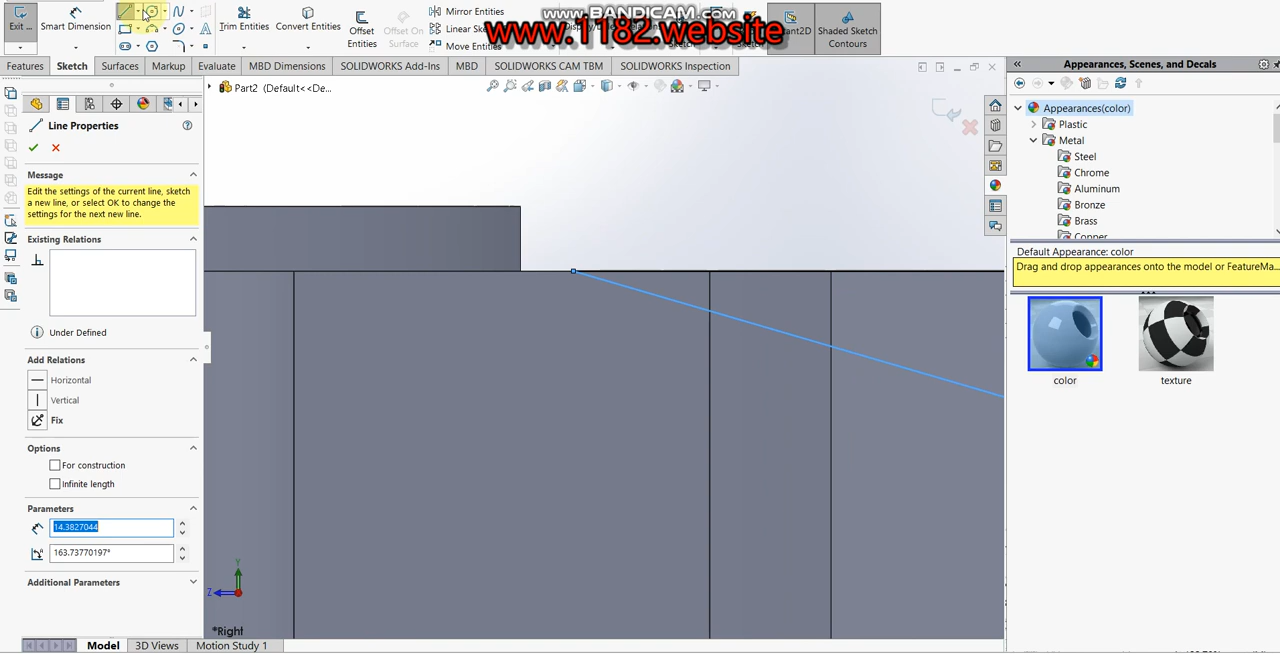 www.BANDICAM.com
www.1182.website
Exit ...
Smart Dimension
Trim Entities
Convert Entities
Offset Entities
Offset On Surface
Mirror Entities
Linear Sk
Move Entities
Instant2D
Shaded Sketch Contours
Features
Sketch
Surfaces
Markup
Evaluate
MBD Dimensions
SOLIDWORKS Add-Ins
MBD
SOLIDWORKS CAM TBM
SOLIDWORKS Inspection
Part2 (Default<<De...
Line Properties
Message
Edit the settings of the current line, sketch
a new line, or select OK to change the
settings for the next new line.
Existing Relations
Under Defined
Add Relations
Horizontal
Vertical
Fix
Options
For construction
Infinite length
Parameters
14.3827044
163.73770197°
Additional Parameters
Y
Z
*Right
Model
3D Views
Motion Study 1
Appearances, Scenes, and Decals
Appearances(color)
Plastic
Metal
Steel
Chrome
Aluminum
Bronze
Brass
Copper
Default Appearance: color
Drag and drop appearances onto the model or FeatureMa...
color
texture